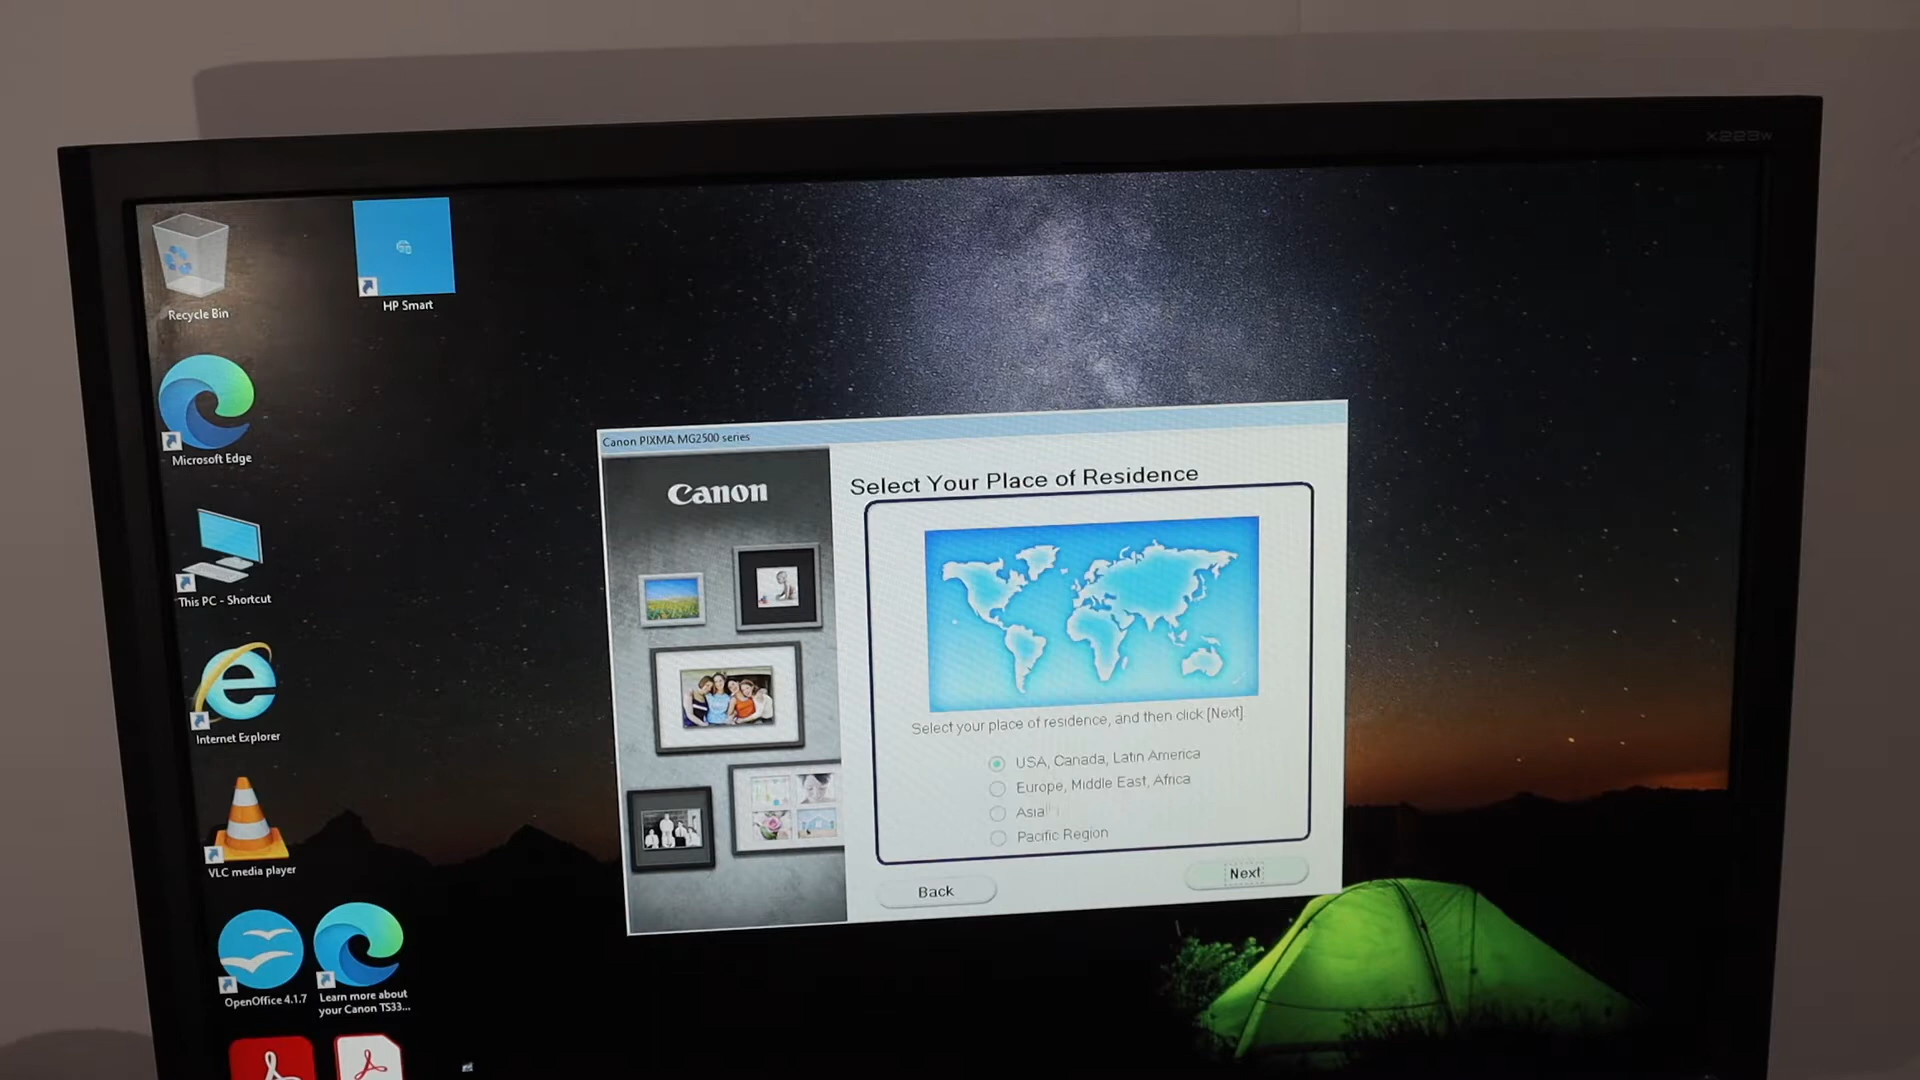 X223W
Recycle Bin
HP Smart
Microsoft Edge
This PC - Shortcut
Internet Explorer
VLC media player
OpenOffice 4.1.7
Learn more about
your Canon TS33...
Canon PIXMA MG2500 series
Canon
Select Your Place of Residence
Select your place of residence, and then click [Next].
USA, Canada, Latin America
Europe, Middle East, Africa
Asia
Pacific Region
Back
Next